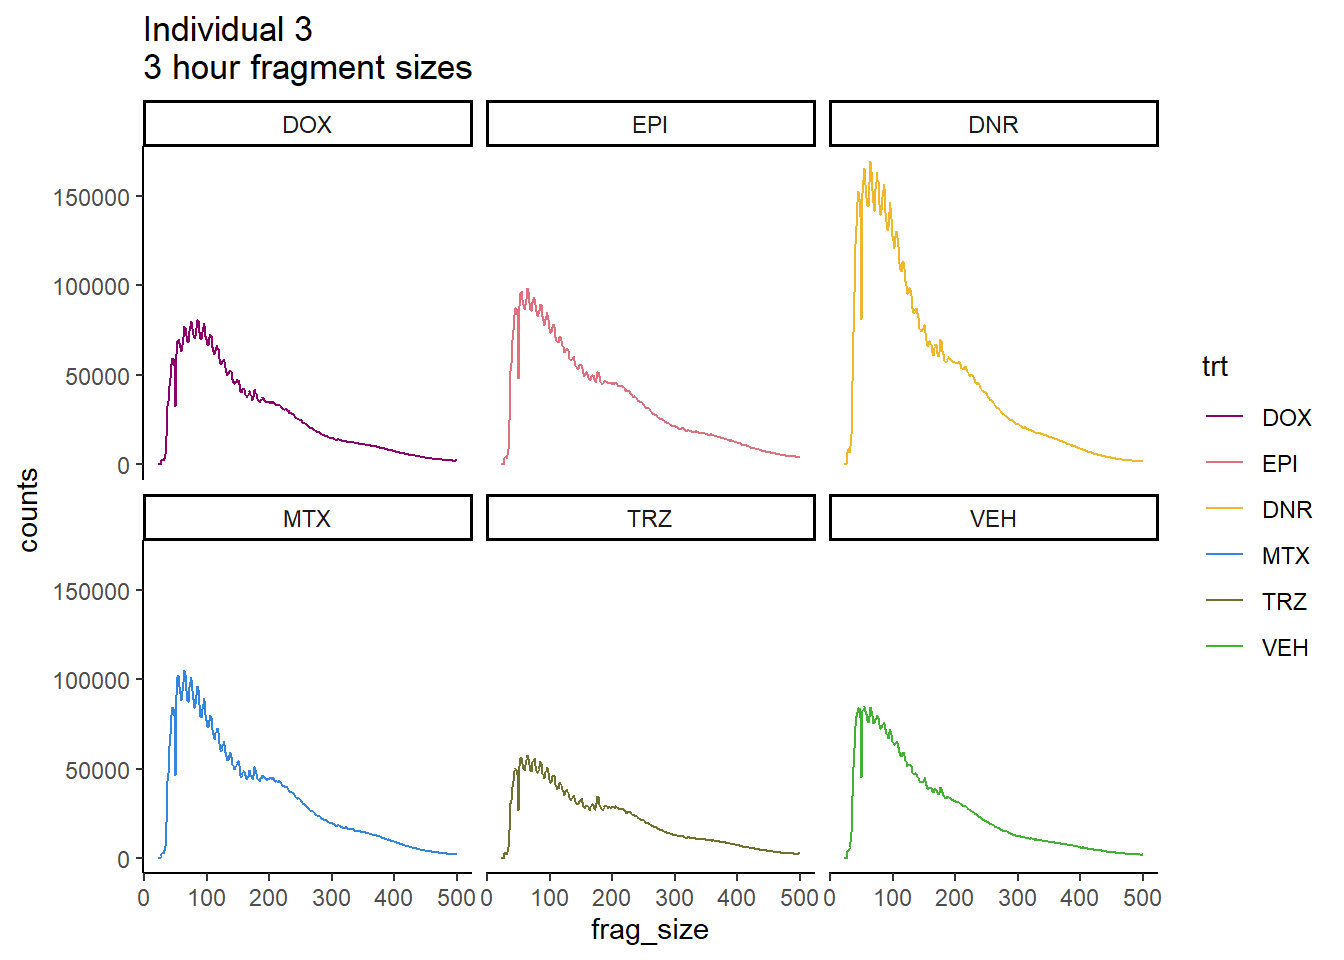 Individual 3
3 hour fragment sizes
DOX EPI DNR
150000
100000
50000
0
MTX TRZ VEH
150000
100000
50000
0
0 100 200 300 400 500 0 100 200 300 400 500 0 100 200 300 400 500
frag_size
counts
trt
DOX
EPI
DNR
MTX
TRZ
VEH